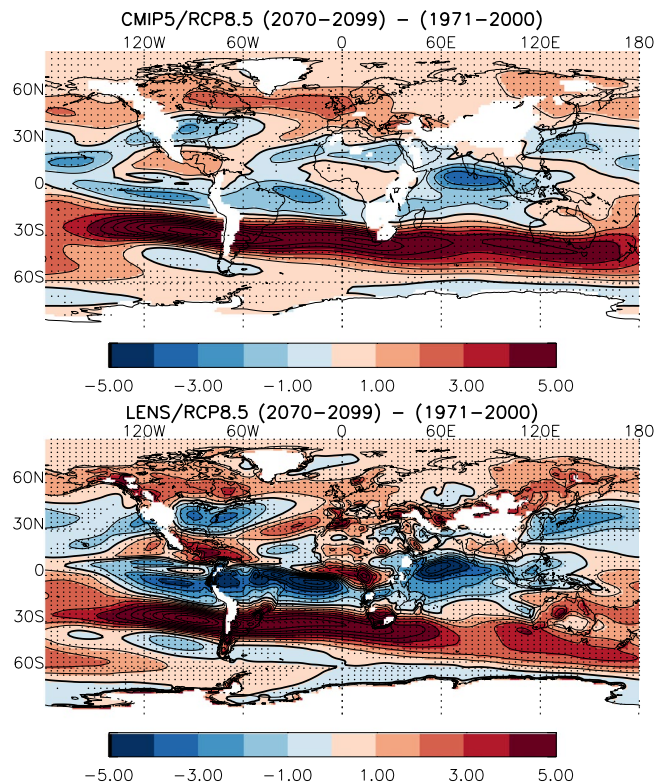 CMIP5/RCP8.5 (2070-2099) - (1971-2000)
60N
30N
0
30S
60S
120W 60W 0 60E 120E 180
-5.00 -3.00 -1.00 1.00 3.00 5.00
LENS/RCP8.5 (2070-2099) - (1971-2000)
120W 60W 0 60E 120E 180
60N
30N
0
30S
60S
-5.00 -3.00 -1.00 1.00 3.00 5.00